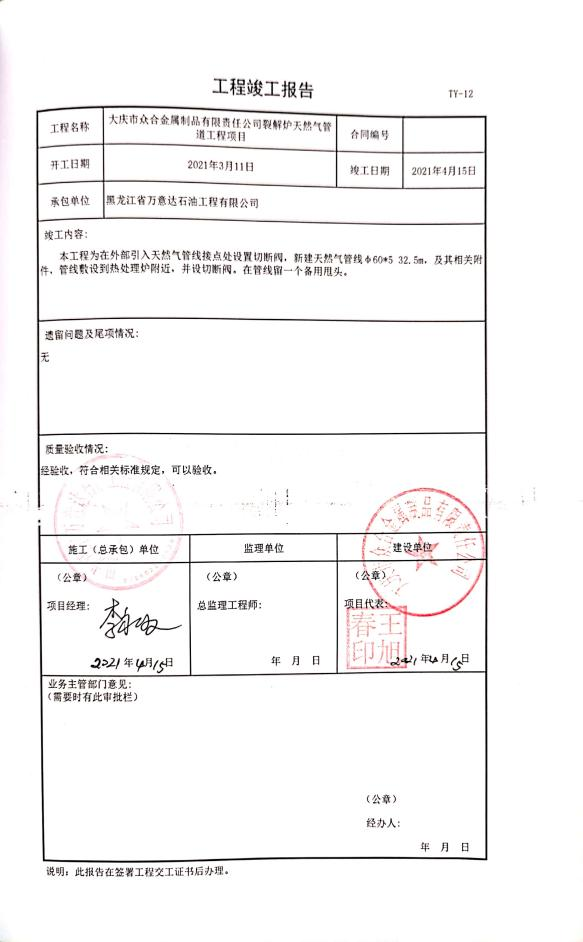 工程竣工报告
TY-12
工程名称
大庆市众合金属制品有限责任公司裂解炉天然气管
道工程项目
合同编号
开工日期
2021年3月11日
竣工日期
2021年4月15日
承包单位
黑龙江省万意达石油工程有限公司
竣工内容:
本工程为在外部引入天然气管线接点处设置切断阀，新建天然气管线φ60*5 32.5m，及其相关附
件，管线敷设到热处理炉附近，并设切断阀。在管线留一个备用甩头。
遗留问题及尾项情况:
无
质量验收情况:
经验收，符合相关标准规定，可以验收。
施工（总承包）单位
监理单位
建设单位
（公章）
（公章）
（公章）
项目经理:
总监理工程师:
项目代表:
王旭
春印
2021年4月15日
年 月 日
2021年4月15日
业务主管部门意见:
(需要时有此审批栏)
（公章）
经办人:
年 月 日
说明: 此报告在签署工程交工证书后办理。